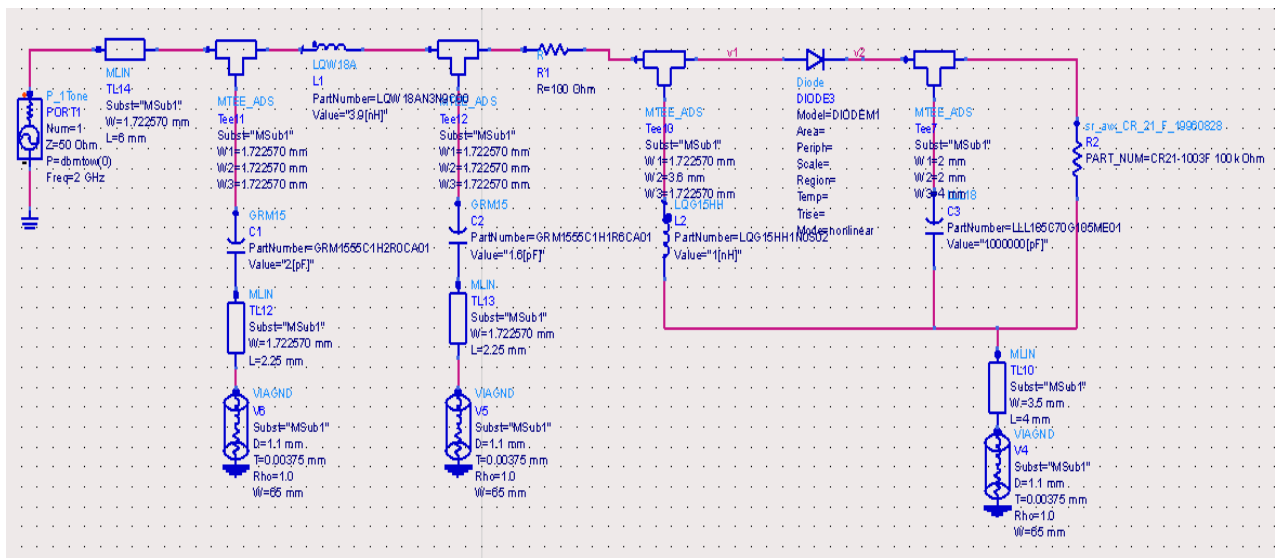 P_1Tone
PORT1
Num=1
Z=50 Ohm
P=dbmtow(0)
Freq=2 GHz
MLIN
TL14
Subst="MSub1"
W=1.722570 mm
L=6 mm
MTEE_ADS
Tee11
Subst="MSub1"
W1=1.722570 mm
W2=1.722570 mm
W3=1.722570 mm
LQW18A
L1
PartNumber=LQW18AN3N9C00
Value="3.9[nH]"
MTEE_ADS
Tee12
Subst="MSub1"
W1=1.722570 mm
W2=1.722570 mm
W3=1.722570 mm
R
R1
R=100 Ohm
MTEE_ADS
Subst="MSub1"
W1=1.722570 mm
W2=3.6 mm
W3=1.722570 mm
v1
Diode
DIODE3
Model=DIODEM1
Area=
Periph=
Scale=
Region=
Temp=
Trise=
Mode=nonlinear
v2
MTEE_ADS
Tee7
Subst="MSub1"
W1=2 mm
W2=2 mm
W3=4 mm
sr_avx_CR_21_F_19960828
R2
PART_NUM=CR21-1003F 100 kOhm
GRM15
C1
PartNumber=GRM1555C1H2R0CA01
Value="2[pF]"
GRM15
C2
PartNumber=GRM1555C1H1R6CA01
Value="1.6[pF]"
LQG15HH
L2
PartNumber=LQG15HH1N0S02
Value="1[nH]"
C3
PartNumber=LLL185C70G105ME01
Value="1000000[pF]"
MLIN
TL12
Subst="MSub1"
W=1.722570 mm
L=2.25 mm
MLIN
TL13
Subst="MSub1"
W=1.722570 mm
L=2.25 mm
MLIN
TL10
Subst="MSub1"
W=3.5 mm
L=4 mm
VIAGND
V6
Subst="MSub1"
D=1.1 mm
T=0.00375 mm
Rho=1.0
W=65 mm
VIAGND
V5
Subst="MSub1"
D=1.1 mm
T=0.00375 mm
Rho=1.0
W=65 mm
VIAGND
V4
Subst="MSub1"
D=1.1 mm
T=0.00375 mm
Rho=1.0
W=65 mm